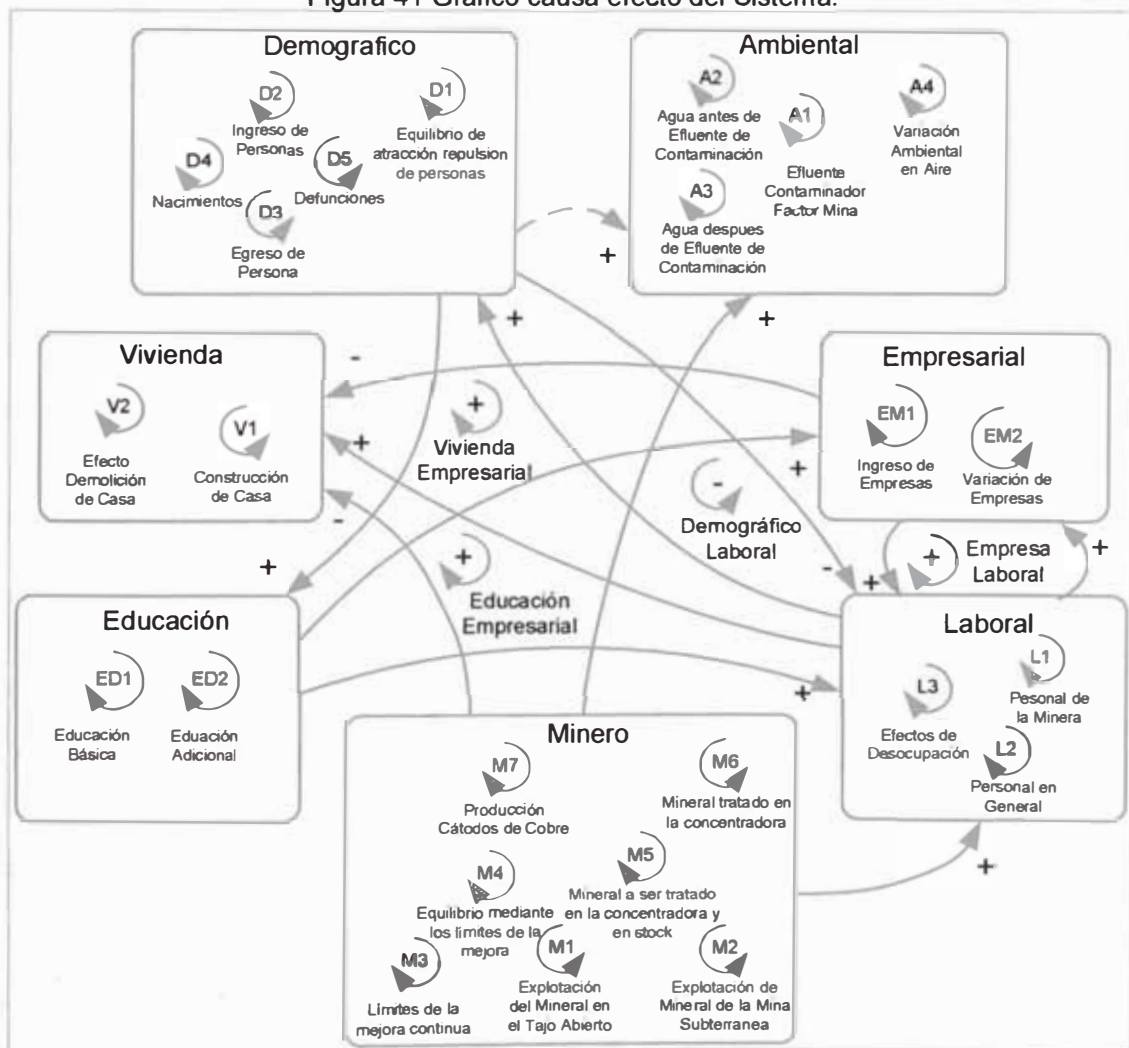 Figura 41 Gráfico causa efecto del Sistema.
Demografico
D2
Ingreso de
Personas
D1
Equilibrio de
atracción repulsion
de personas
D4
Nacimientos
D5
Defunciones
D3
Egreso de
Persona
Ambiental
A2
Agua antes de
Efluente de
Contaminación
A1
Efluente
Contaminador
Factor Mina
A4
Variación
Ambiental
en Aire
A3
Agua despues
de Efluente de
Contaminación
+
+
+
Vivienda
V2
Efecto
Demolición
de Casa
V1
Construcción
de Casa
-
+
-
+
Vivienda
Empresarial
Empresarial
EM1
Ingreso de
Empresas
EM2
Variación de
Empresas
+
-
Demográfico
Laboral
+
Educación
Empresarial
+
Empresa
Laboral
+
-
+
+
Educación
ED1
Educación
Básica
ED2
Eduación
Adicional
+
Laboral
L1
Pesonal de
la Minera
L3
Efectos de
Desocupación
L2
Personal en
General
+
Minero
M7
Producción
Cátodos de Cobre
M6
Mineral tratado en
la concentradora
M4
Equilibrio mediante
los límites de la
mejora
M5
Mineral a ser tratado
en la concentradora y
en stock
M3
Límites de la
mejora continua
M1
Explotación
del Mineral en
el Tajo Abierto
M2
Explotación de
Mineral de la Mina
Subterranea